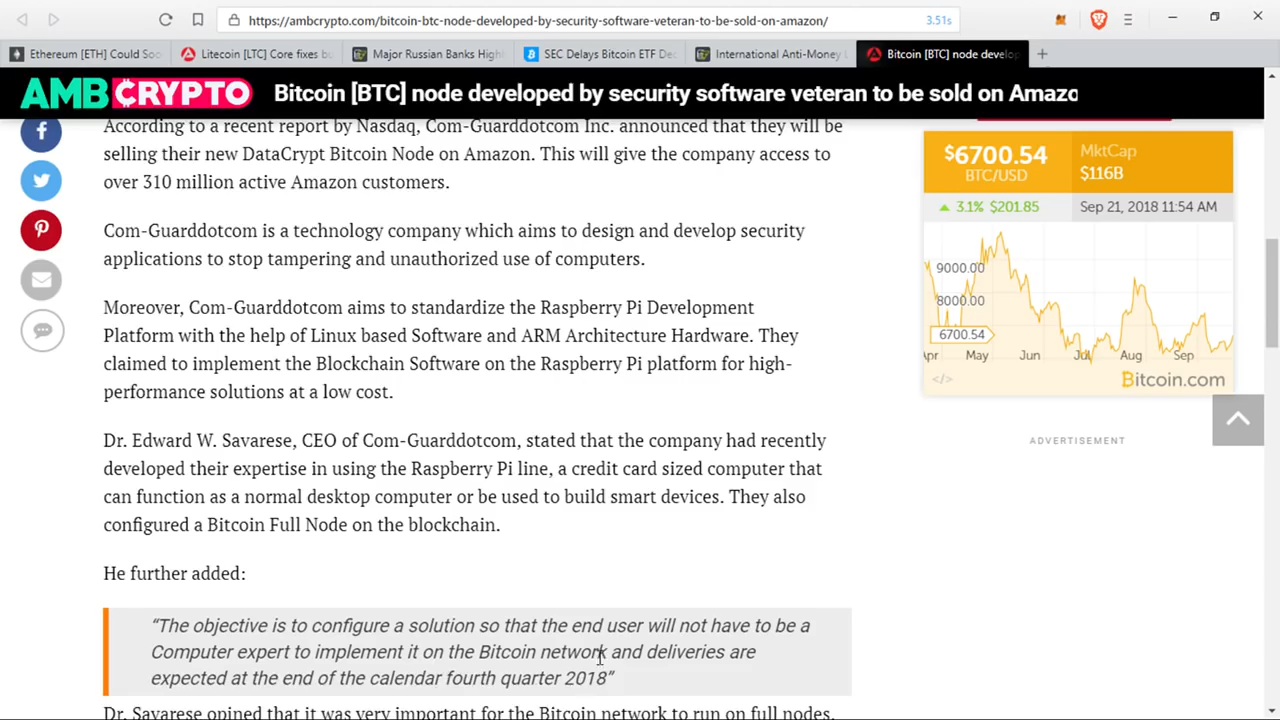 https://ambcrypto.com/bitcoin-btc-node-developed-by-security-software-veteran-to-be-sold-on-amazon/
3.51s
Ethereum [ETH] Could Soo
Litecoin [LTC] Core fixes bu
Major Russian Banks High
SEC Delays Bitcoin ETF Dec
International Anti-Money L
Bitcoin [BTC] node develop
AMBCRYPTO
Bitcoin [BTC] node developed by security software veteran to be sold on Amazo
According to a recent report by Nasdaq, Com-Guarddotcom Inc. announced that they will be
selling their new DataCrypt Bitcoin Node on Amazon. This will give the company access to
over 310 million active Amazon customers.
Com-Guarddotcom is a technology company which aims to design and develop security
applications to stop tampering and unauthorized use of computers.
Moreover, Com-Guarddotcom aims to standardize the Raspberry Pi Development
Platform with the help of Linux based Software and ARM Architecture Hardware. They
claimed to implement the Blockchain Software on the Raspberry Pi platform for high-
performance solutions at a low cost.
Dr. Edward W. Savarese, CEO of Com-Guarddotcom, stated that the company had recently
developed their expertise in using the Raspberry Pi line, a credit card sized computer that
can function as a normal desktop computer or be used to build smart devices. They also
configured a Bitcoin Full Node on the blockchain.
He further added:
“The objective is to configure a solution so that the end user will not have to be a
Computer expert to implement it on the Bitcoin network and deliveries are
expected at the end of the calendar fourth quarter 2018”
Dr. Savarese opined that it was very important for the Bitcoin network to run on full nodes.
$6700.54
BTC/USD
MktCap
$116B
3.1% $201.85
Sep 21, 2018 11:54 AM
9000.00
8000.00
6700.54
Apr May Jun Jul Aug Sep
</>
Bitcoin.com
ADVERTISEMENT